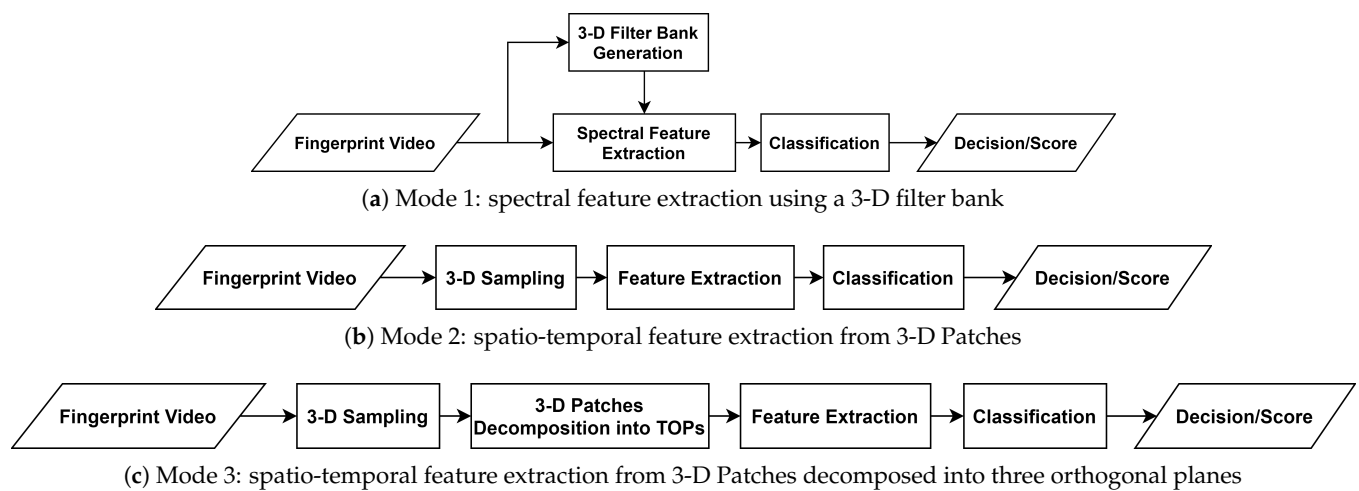 3-D Filter Bank
Generation
Fingerprint Video
Spectral Feature
Extraction
Classification
Decision/Score
(a) Mode 1: spectral feature extraction using a 3-D filter bank
Fingerprint Video
3-D Sampling
Feature Extraction
Classification
Decision/Score
(b) Mode 2: spatio-temporal feature extraction from 3-D Patches
Fingerprint Video
3-D Sampling
3-D Patches
Decomposition into TOPs
Feature Extraction
Classification
Decision/Score
(c) Mode 3: spatio-temporal feature extraction from 3-D Patches decomposed into three orthogonal planes